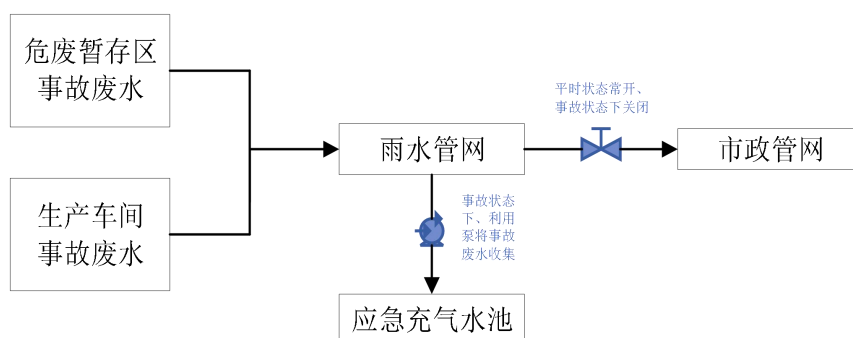 危废暂存区
事故废水
生产车间
事故废水
雨水管网
平时状态常开、
事故状态下关闭
市政管网
事故状态
下、利用
泵将事故
废水收集
应急充气水池